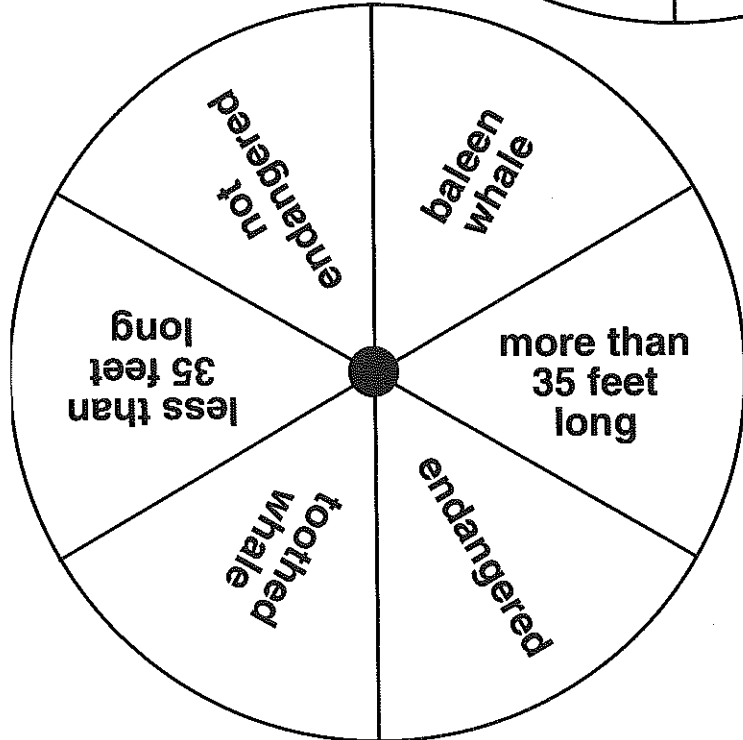 baleen
whale
more than
35 feet
long
endangered
toothed
whale
less than
35 feet
long
not
endangered